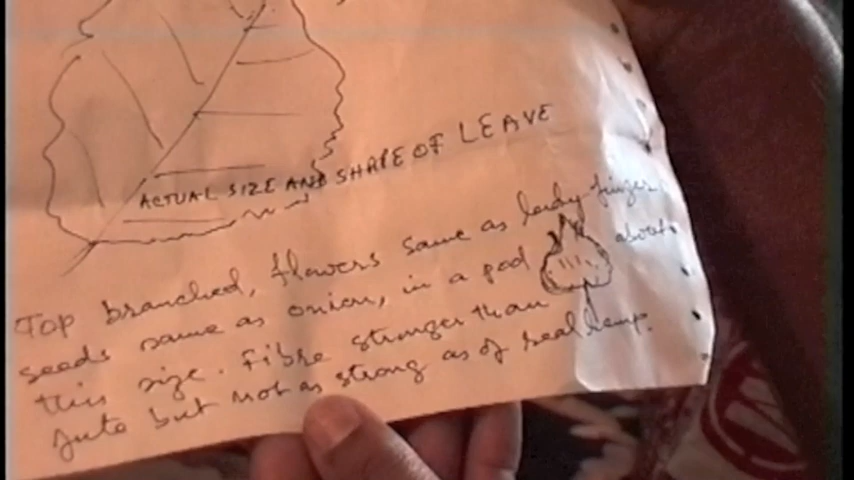 ACTUAL SIZE AND SHAPE OF LEAVE
Top branched, flowers same as lady finger
seeds same as onion, in a pod about
this size. Fibre stronger than
Jute but not as strong as of real hemp.